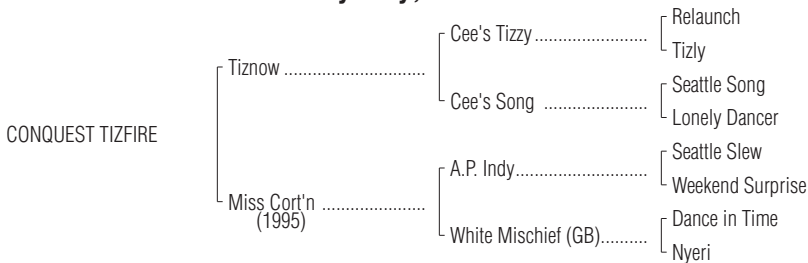 Relaunch
Cee's Tizzy........................
Tizly
Tiznow ..............................
Seattle Song
Cee's Song ......................
Lonely Dancer
CONQUEST TIZFIRE
Seattle Slew
A.P. Indy............................
Weekend Surprise
Miss Cort'n ......................
(1995)
Dance in Time
White Mischief (GB)..........
Nyeri